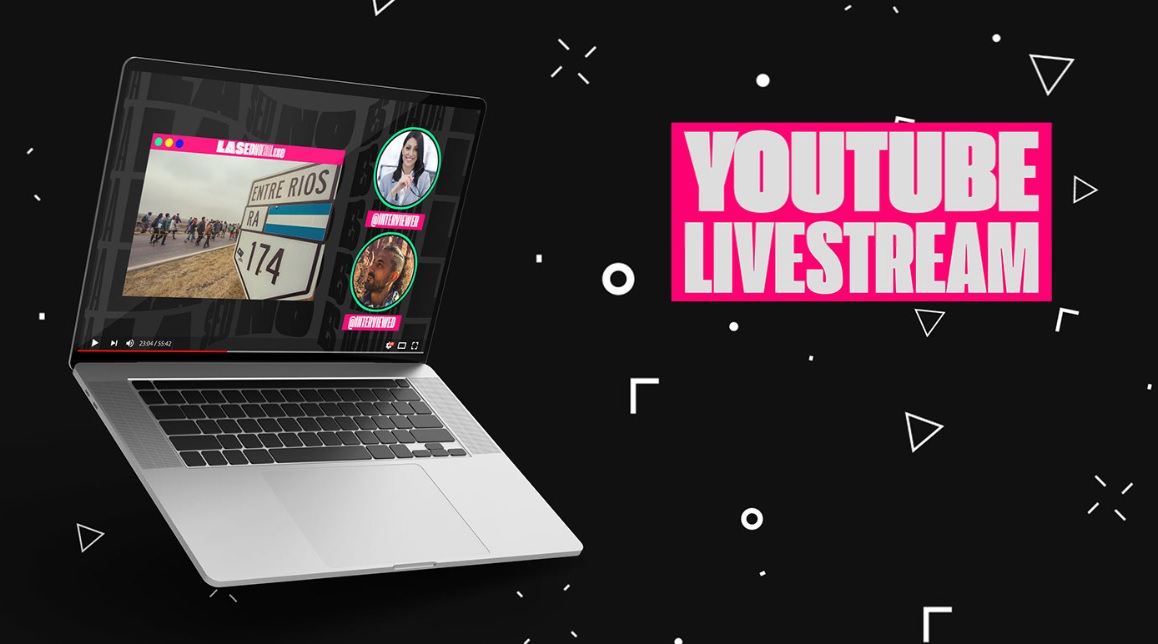 ENTRE RIOS
RA
174
@INTERVIEWER
@INTERVIEWED
23:04 / 55:42
YOUTUBE
LIVESTREAM